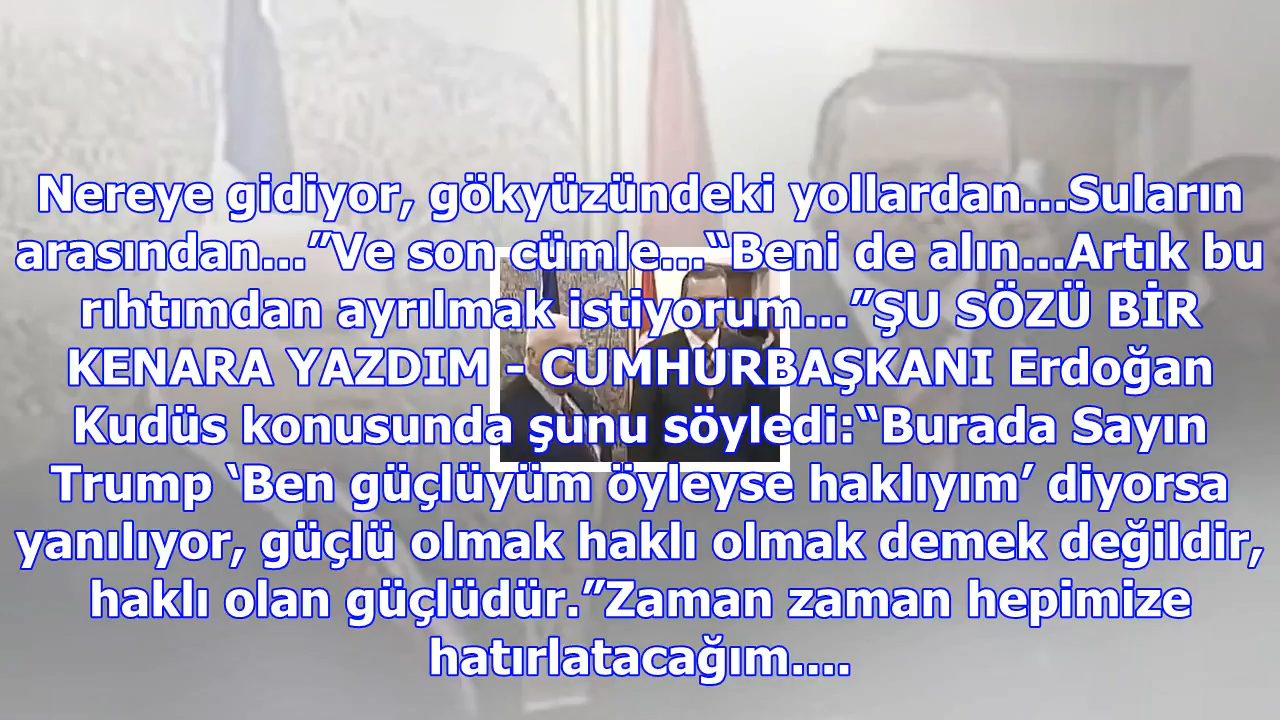 Nereye gidiyor, gökyüzündeki yollardan...Suların
arasından...”Ve son cümle...“Beni de alın...Artık bu
rıhtımdan ayrılmak istiyorum...”ŞU SÖZÜ BİR
KENARA YAZDIM - CUMHURBAŞKANI Erdoğan
Kudüs konusunda şunu söyledi:“Burada Sayın
Trump ‘Ben güçlüyüm öyleyse haklıyım’ diyorsa
yanılıyor, güçlü olmak haklı olmak demek değildir,
haklı olan güçlüdür.”Zaman zaman hepimize
hatırlatacağım....